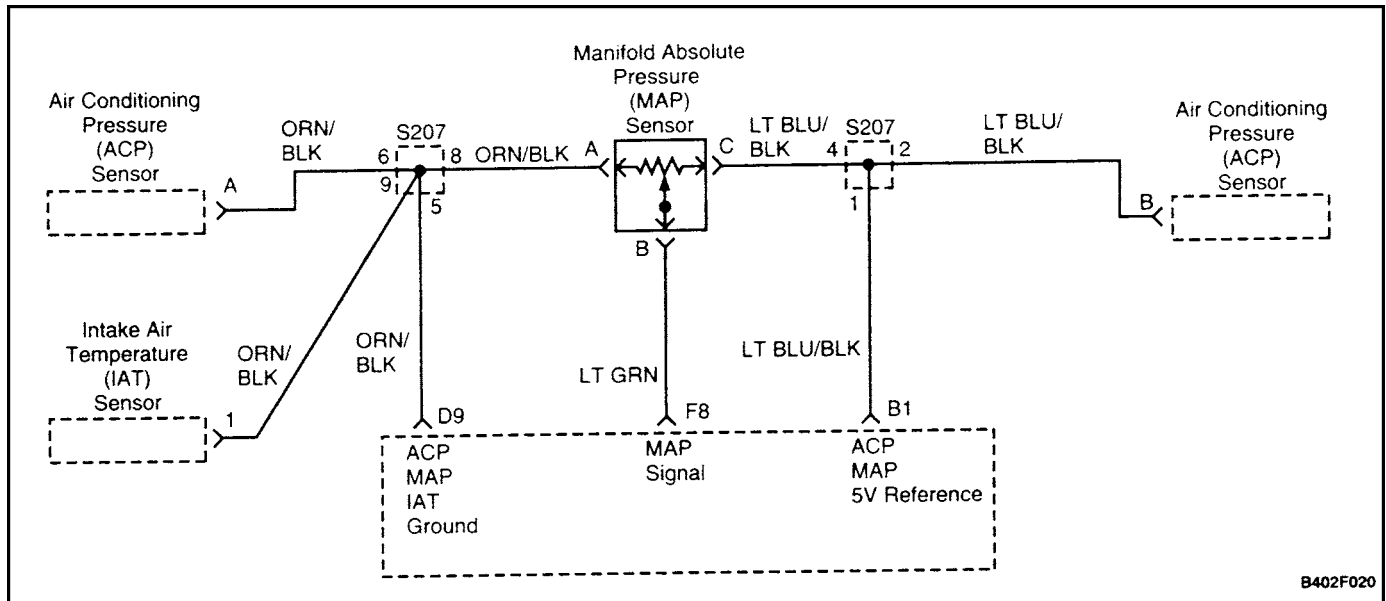 Manifold Absolute
Pressure
(MAP)
Sensor
Air Conditioning
Pressure
(ACP)
Sensor
A
ORN/
BLK
S207
6
8
9
5
ORN/BLK
A
C
B
LT BLU/
BLK
S207
4
2
1
LT BLU/
BLK
Air Conditioning
Pressure
(ACP)
Sensor
B
Intake Air
Temperature
(IAT)
Sensor
1
ORN/
BLK
ORN/
BLK
LT GRN
LT BLU/BLK
D9
F8
B1
ACP
MAP
IAT
Ground
MAP
Signal
ACP
MAP
5V Reference
B402F020